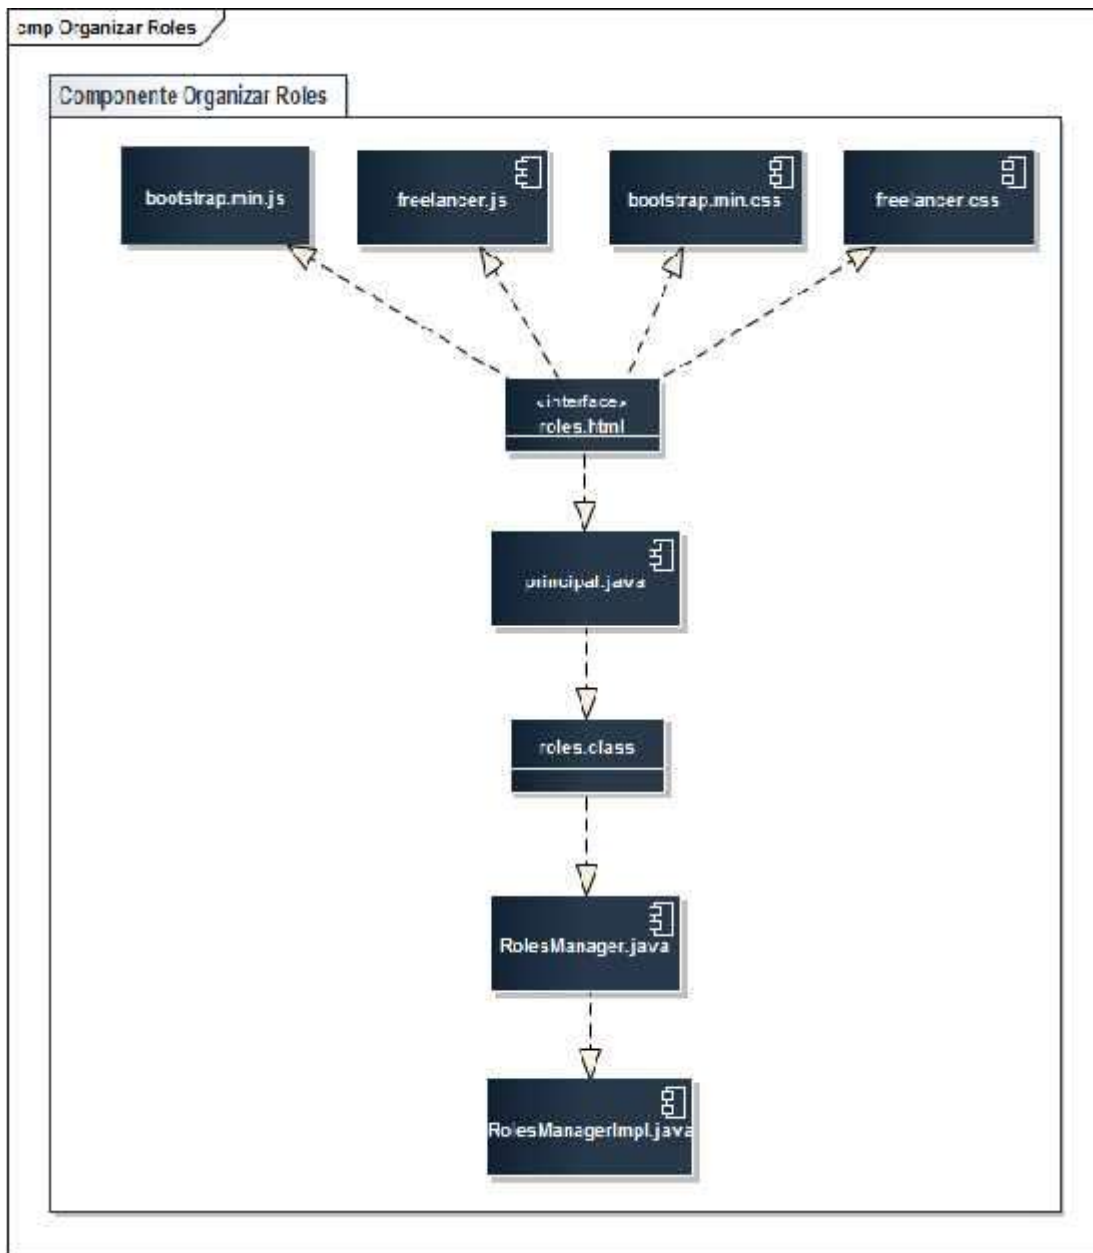 cmp Organizar Roles
Componente Organizar Roles
bootstrap.min.js
freelancer.js
bootstrap.min.css
freelancer.css
«interface»
roles.html
principal.java
roles.class
RolesManager.java
RolesManagerImpl.java